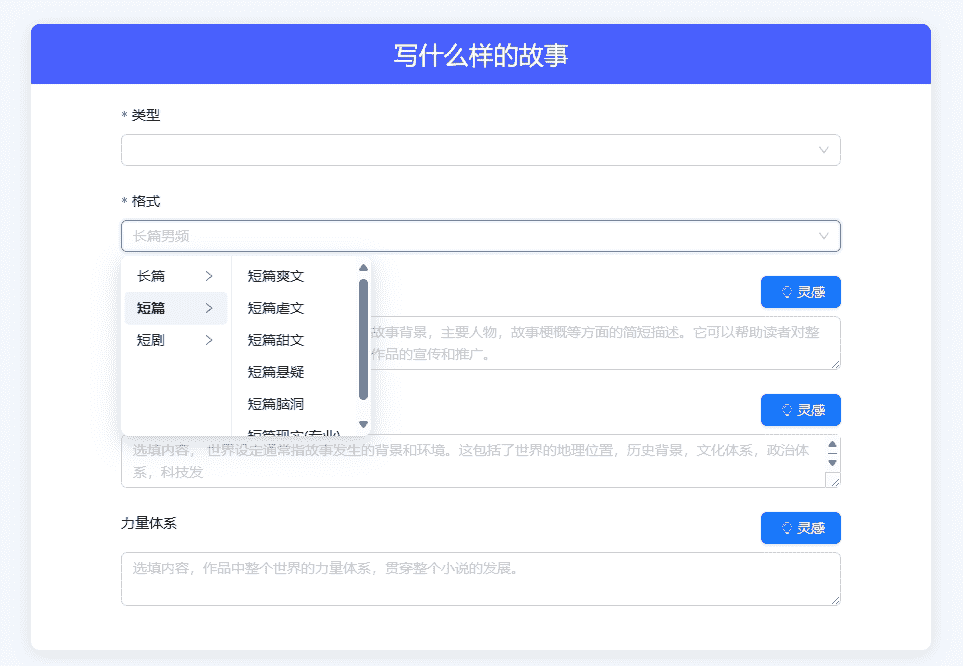 写什么样的故事
* 类型
* 格式
长篇男频
长篇
短篇
短剧
短篇爽文
短篇虐文
短篇甜文
短篇悬疑
短篇脑洞
短篇现实(专业)
灵感
故事背景，主要人物，故事梗概等方面的简短描述。它可以帮助读者对整
作品的宣传和推广。
灵感
选填内容， 世界设定通常指故事发生的背景和环境。这包括了世界的地理位置，历史背景，文化体系，政治体
系，科技发
力量体系
灵感
选填内容，作品中整个世界的力量体系，贯穿整个小说的发展。